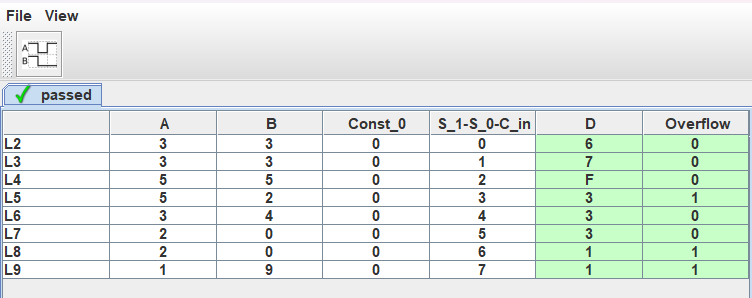 File View
A
B
passed
A B Const_0 S_1-S_0-C_in D Overflow
L2 3 3 0 0 6 0
L3 3 3 0 1 7 0
L4 5 5 0 2 F 0
L5 5 2 0 3 3 1
L6 3 4 0 4 3 0
L7 2 0 0 5 3 0
L8 2 0 0 6 1 1
L9 1 9 0 7 1 1